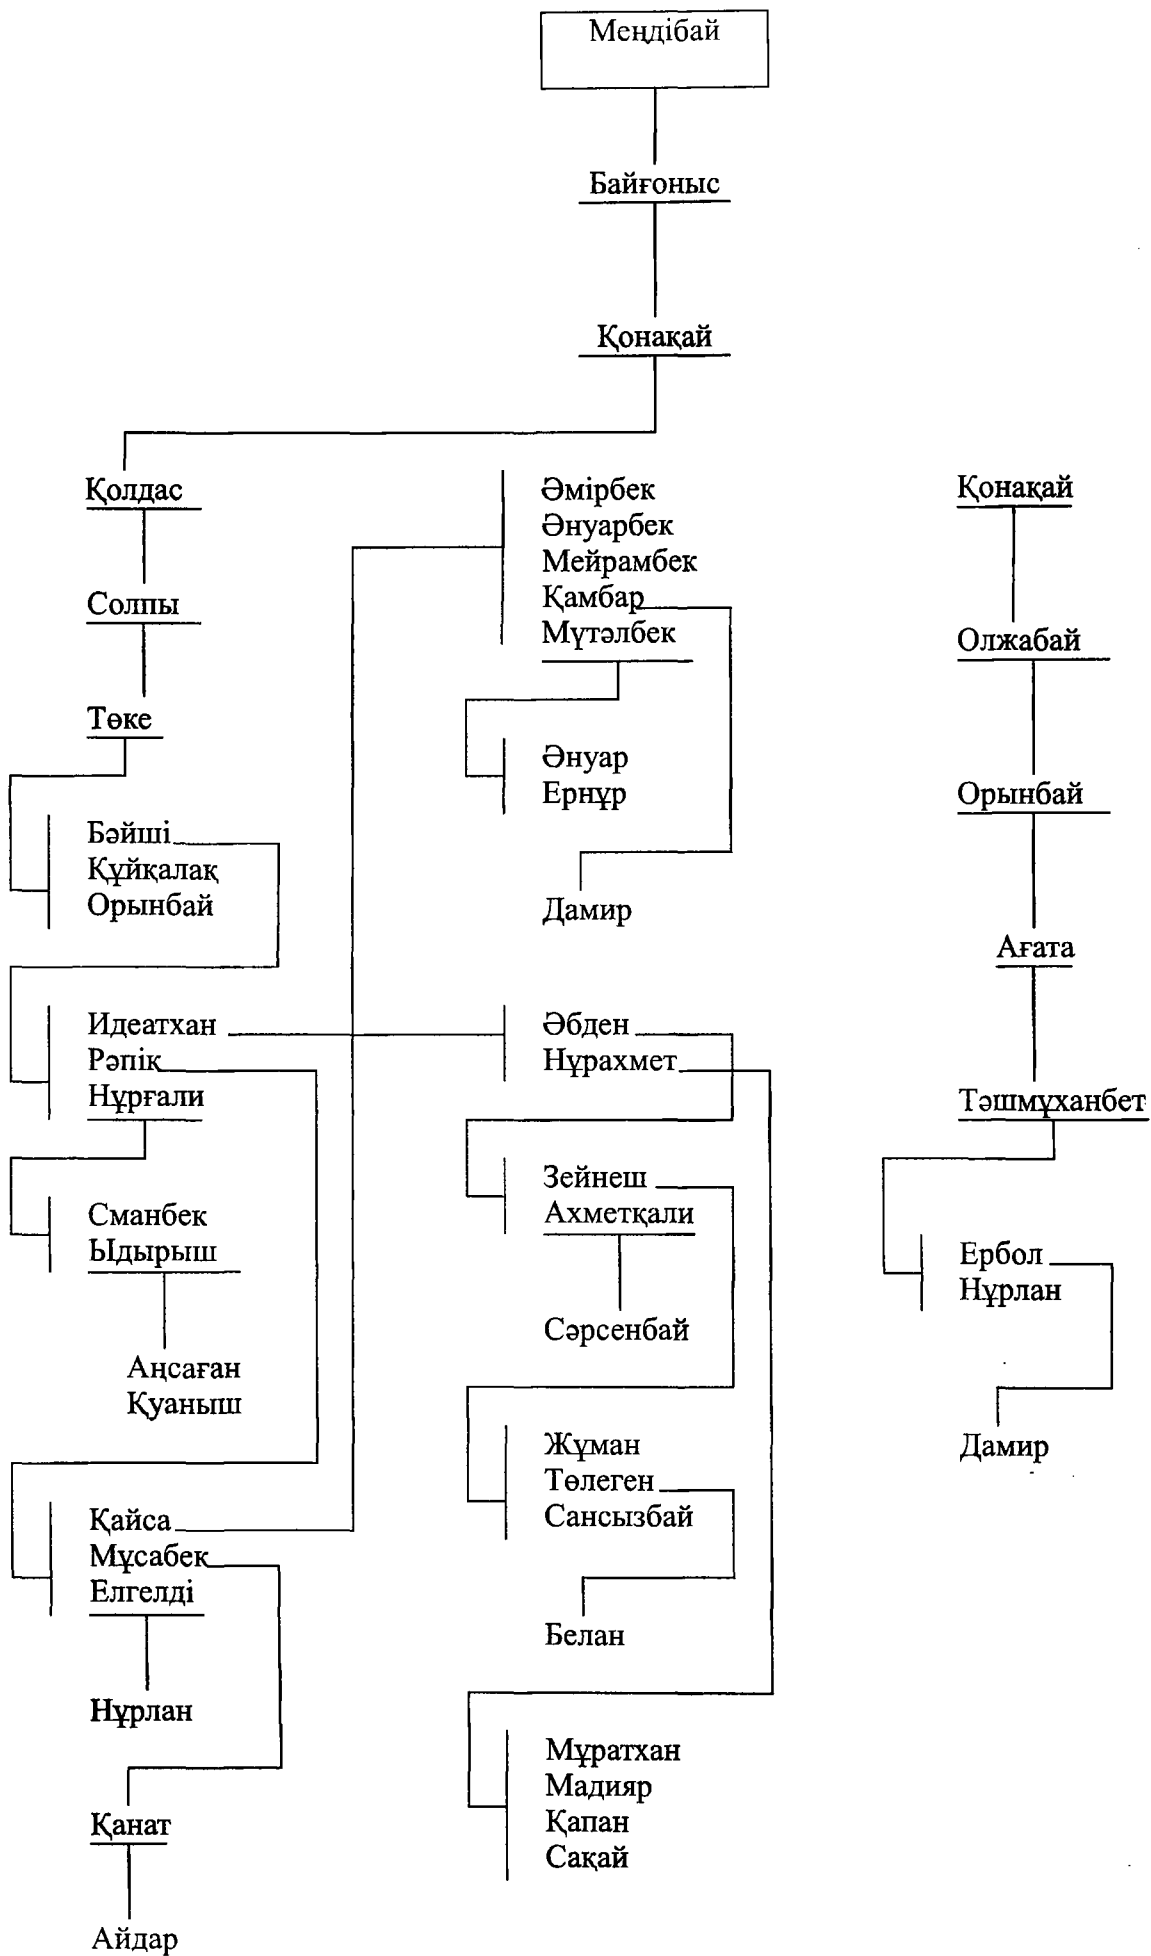 Меңдібай
Байғоныс
Қонақай
Қолдас
Солпы
Төке
Бәйші
Құйқалақ
Орынбай
Идеатхан
Рәпік
Нұрғали
Сманбек
Ыдырыш
Аңсаған
Қуаныш
Қайса
Мұсабек
Елгелді
Нұрлан
Қанат
Айдар
Әмірбек
Әнуарбек
Мейрамбек
Қамбар
Мүтәлбек
Әнуар
Ернұр
Дамир
Әбден
Нұрахмет
Зейнеш
Ахметқали
Сәрсенбай
Жұман
Төлеген
Сансызбай
Белан
Мұратхан
Мадияр
Қапан
Сақай
Қонақай
Олжабай
Орынбай
Ағата
Тәшмұханбет
Ербол
Нұрлан
Дамир